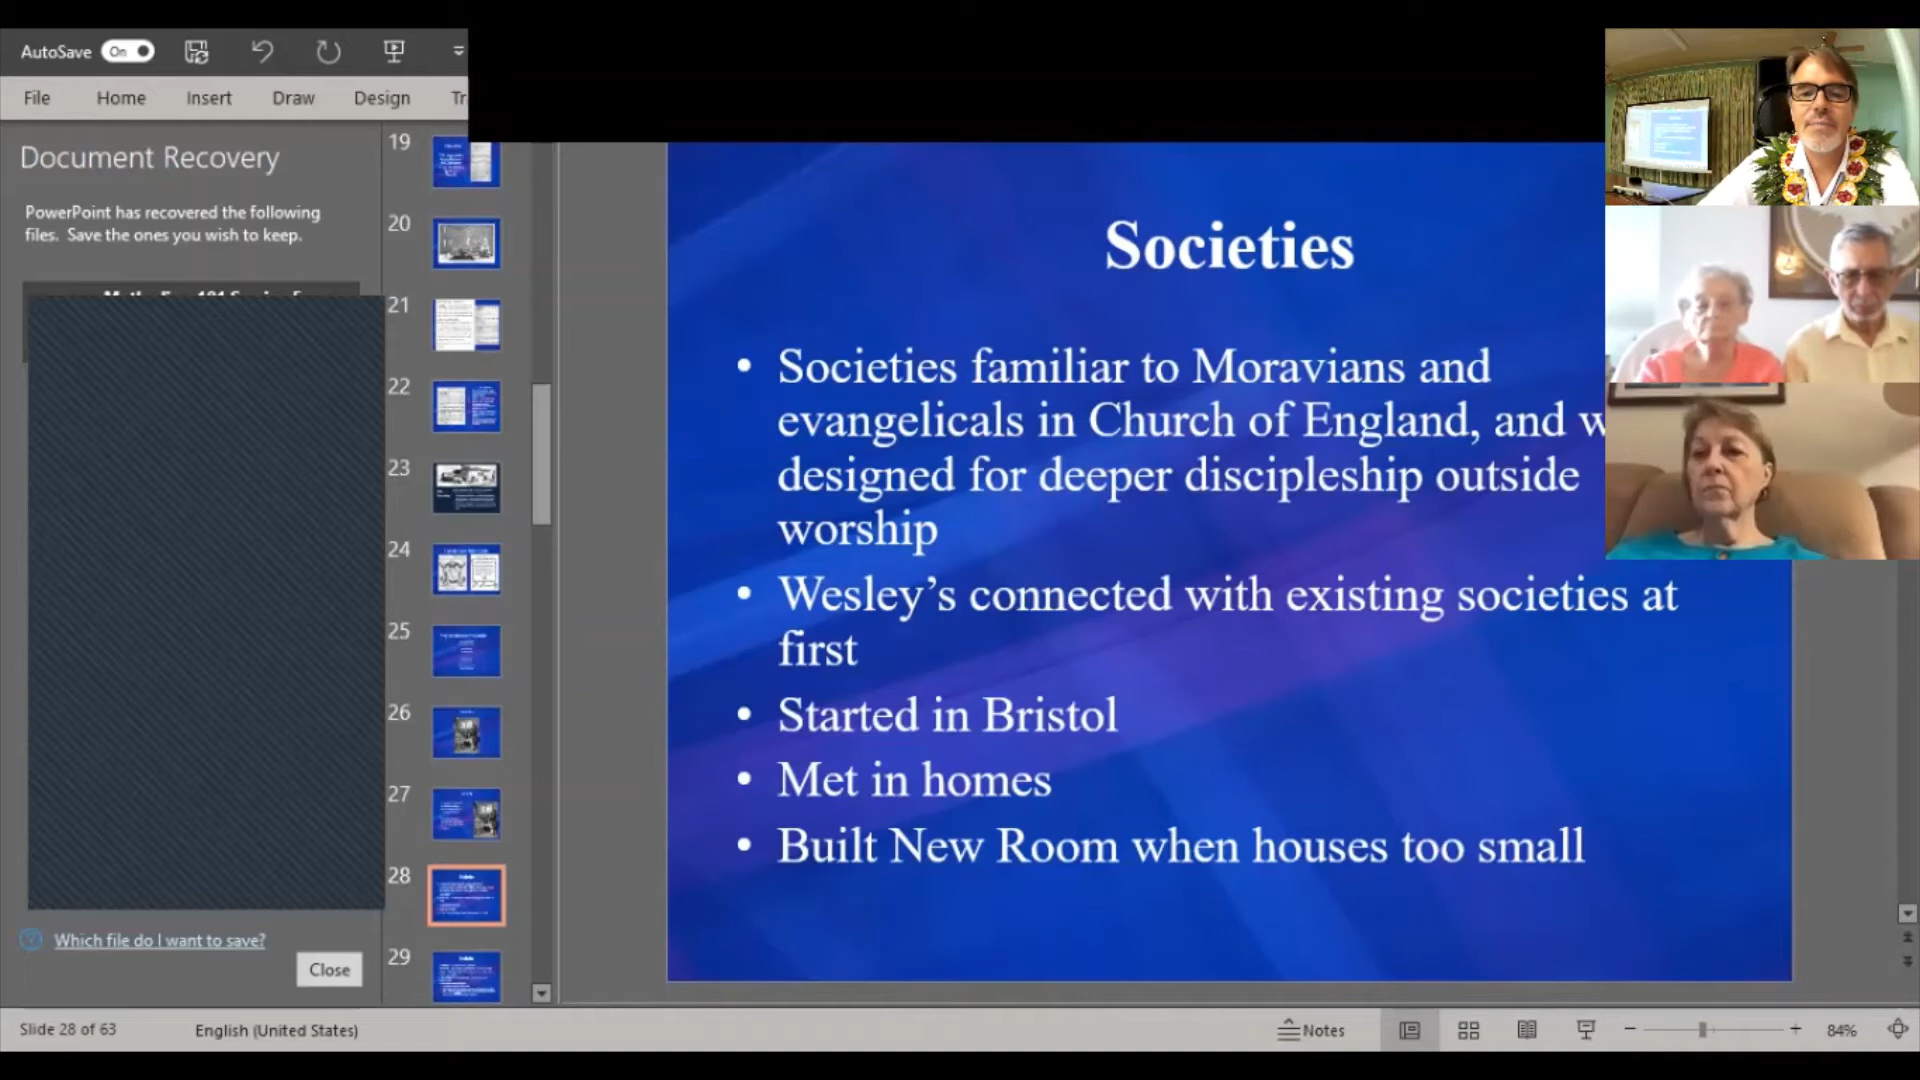 AutoSave On
File Home Insert Draw Design Tr
Document Recovery
PowerPoint has recovered the following
files. Save the ones you wish to keep.
Which file do I want to save?
Close
19
20
21
22
23
24
25
26
27
28
29
Societies
• Societies familiar to Moravians and
evangelicals in Church of England, and w
designed for deeper discipleship outside
worship
• Wesley’s connected with existing societies at
first
• Started in Bristol
• Met in homes
• Built New Room when houses too small
Slide 28 of 63 English (United States) Notes 84%